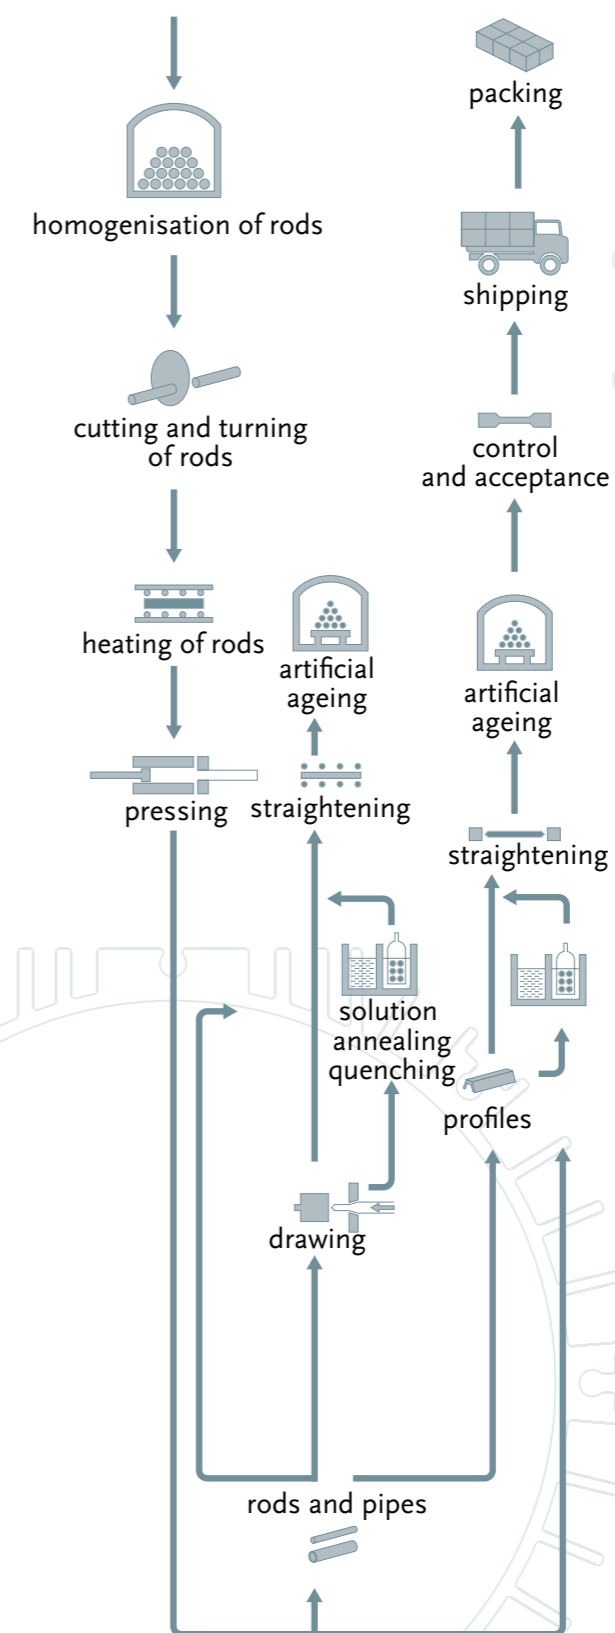 packing
homogenisation of rods
shipping
cutting and turning
of rods
control
and acceptance
heating of rods
artificial
ageing
artificial
ageing
pressing
straightening
straightening
solution
annealing
quenching
profiles
drawing
rods and pipes